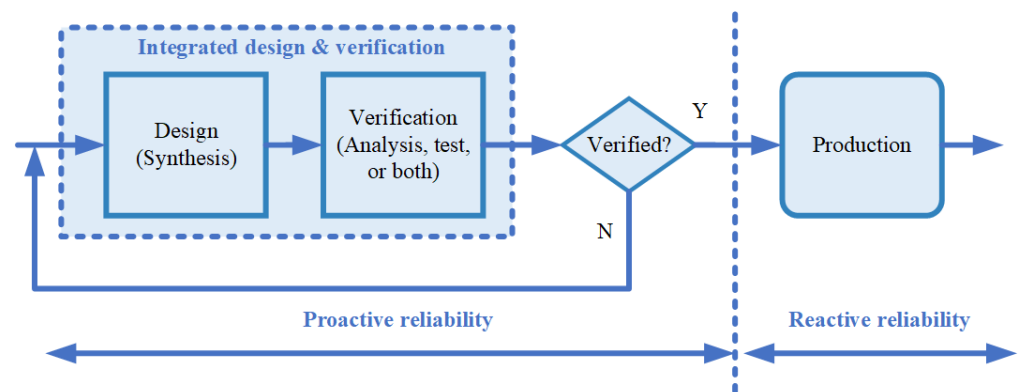 Integrated design & verification
Design
(Synthesis)
Verification
(Analysis, test,
or both)
Verified?
Y
N
Production
Proactive reliability
Reactive reliability